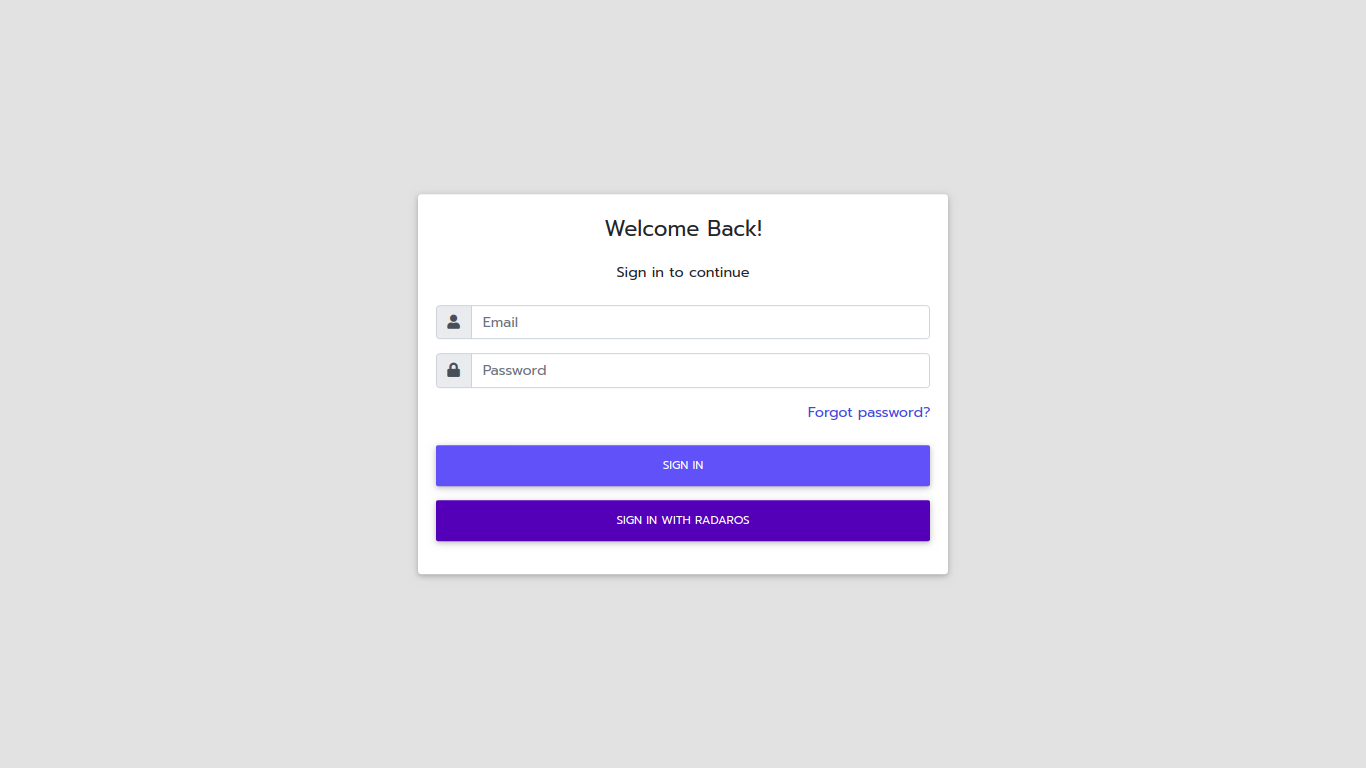 Welcome Back!
Sign in to continue
Email
Password
Forgot password?
SIGN IN
SIGN IN WITH RADAROS